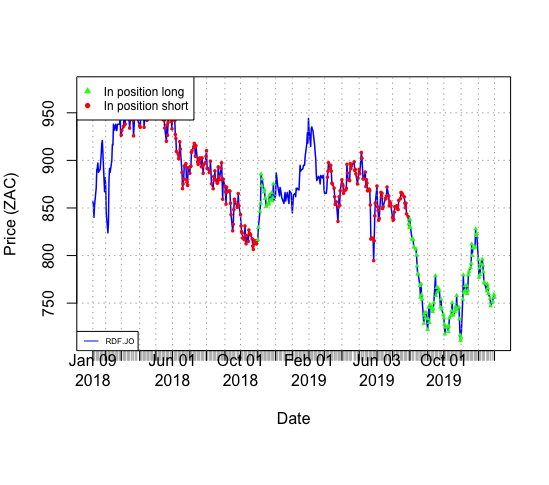 In position long
In position short
Price (ZAC)
950
900
850
800
750
RDF.JO
Jan 09 2018
Jun 01 2018
Oct 01 2018
Feb 01 2019
Jun 03 2019
Oct 01 2019
Date